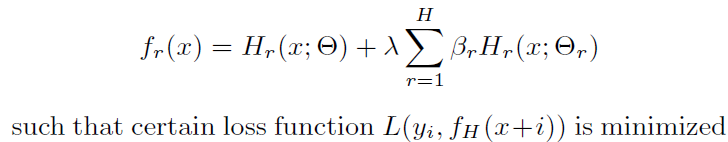 f_r(x) = H_r(x; Θ) + λ ∑_{r=1}^{H} β_r H_r(x; Θ_r)
such that certain loss function L(y_i, f_H(x+i)) is minimized